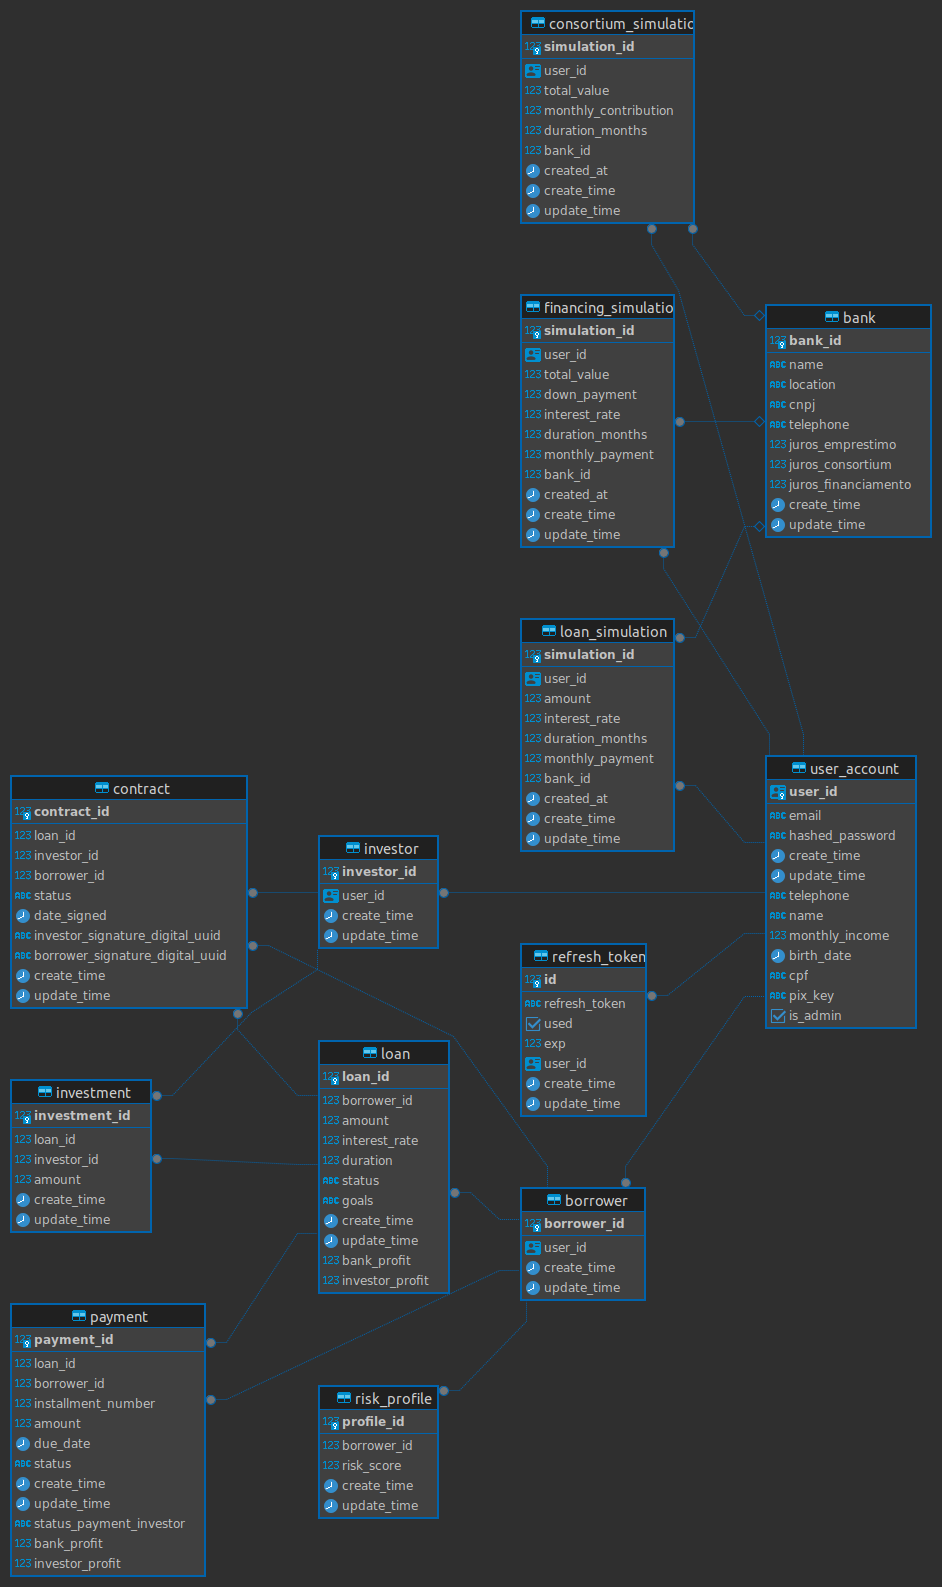 consortium_simulatio
simulation_id
user_id
total_value
monthly_contribution
duration_months
bank_id
created_at
create_time
update_time
financing_simulatio
simulation_id
user_id
total_value
down_payment
interest_rate
duration_months
monthly_payment
bank_id
created_at
create_time
update_time
bank
bank_id
name
location
cnpj
telephone
juros_emprestimo
juros_consortium
juros_financiamento
create_time
update_time
loan_simulation
simulation_id
user_id
amount
interest_rate
duration_months
monthly_payment
bank_id
created_at
create_time
update_time
user_account
user_id
email
hashed_password
create_time
update_time
telephone
name
monthly_income
birth_date
cpf
pix_key
is_admin
contract
contract_id
loan_id
investor_id
borrower_id
status
date_signed
investor_signature_digital_uuid
borrower_signature_digital_uuid
create_time
update_time
investor
investor_id
user_id
create_time
update_time
refresh_token
id
refresh_token
used
exp
user_id
create_time
update_time
loan
loan_id
borrower_id
amount
interest_rate
duration
status
goals
create_time
update_time
bank_profit
investor_profit
investment
investment_id
loan_id
investor_id
amount
create_time
update_time
borrower
borrower_id
user_id
create_time
update_time
payment
payment_id
loan_id
borrower_id
installment_number
amount
due_date
status
create_time
update_time
status_payment_investor
bank_profit
investor_profit
risk_profile
profile_id
borrower_id
risk_score
create_time
update_time